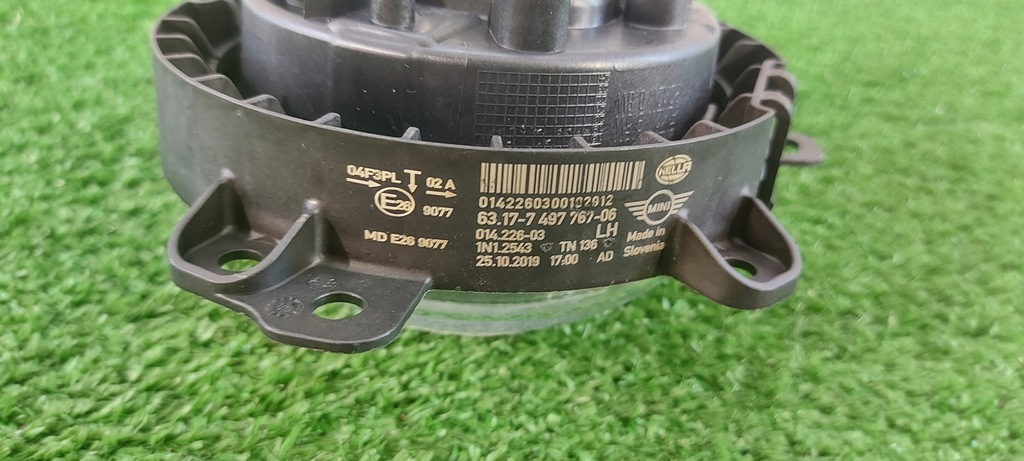 04F3PL
02 A
E26
9077
MD E26 9077
63.17-7 497 767-06
014.226-03 LH
1N1.2543 TN 136
25.10.2019 17:00 AD
HELLA
MINI
Made in
Slovenia